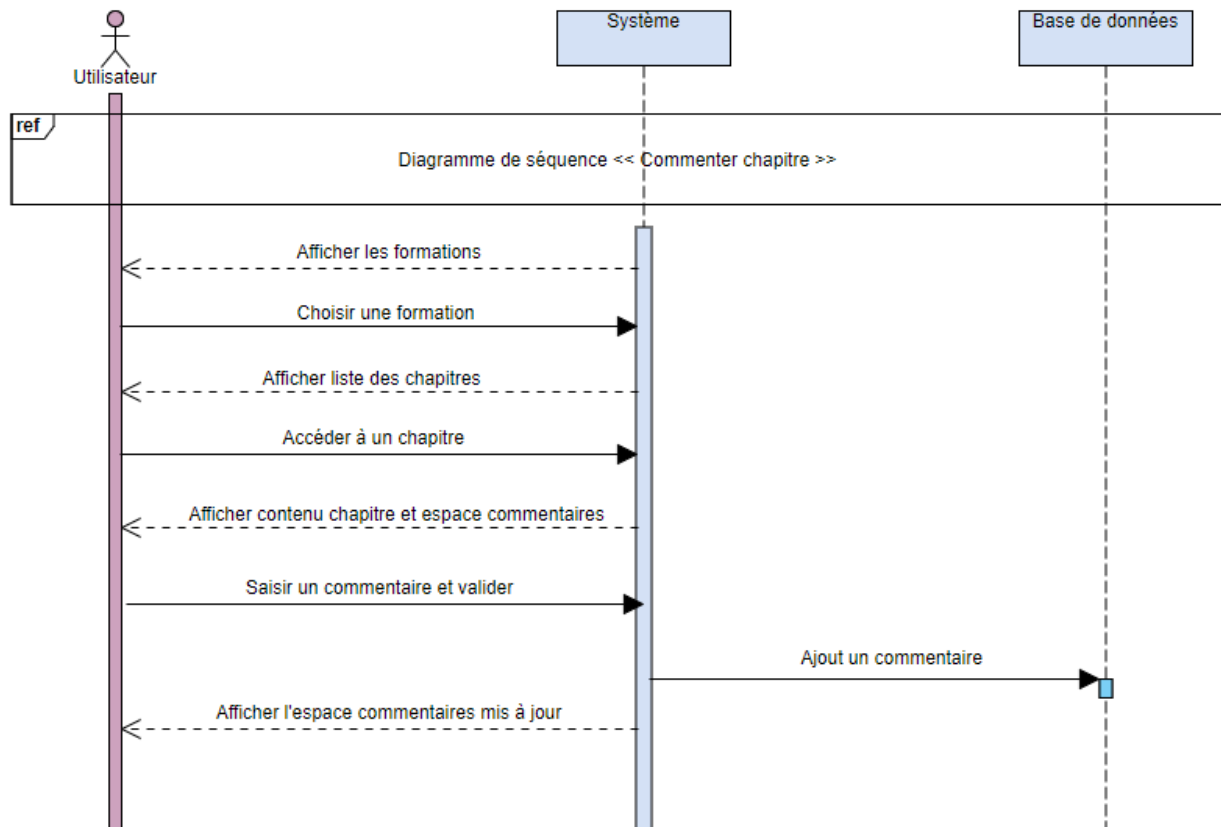 Système
Base de données
Utilisateur
ref
Diagramme de séquence << Commenter chapitre >>
Afficher les formations
Choisir une formation
Afficher liste des chapitres
Accéder à un chapitre
Afficher contenu chapitre et espace commentaires
Saisir un commentaire et valider
Ajout un commentaire
Afficher l'espace commentaires mis à jour